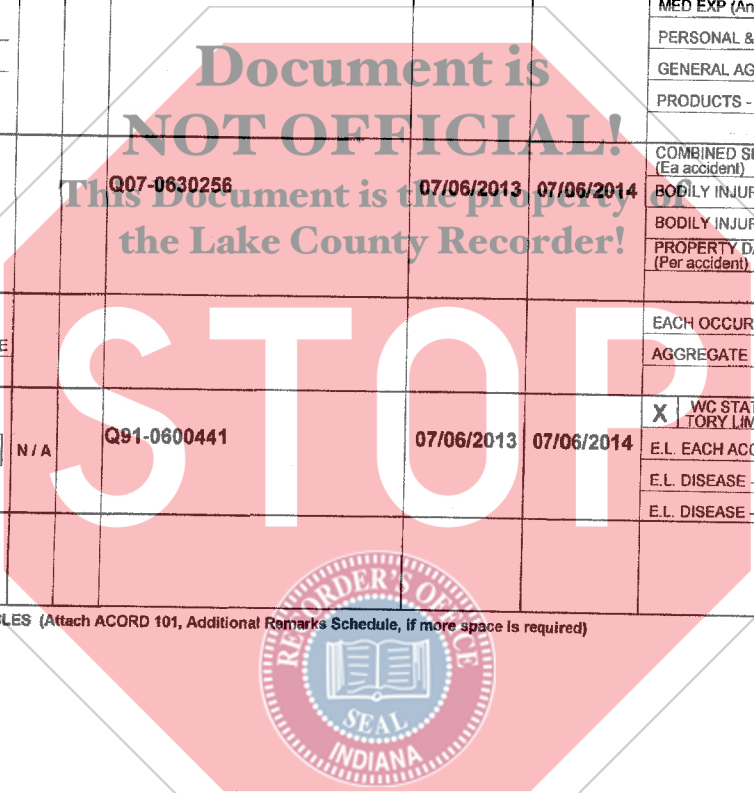 MED EXP (An
PERSONAL &
GENERAL AG
PRODUCTS -
Document is
NOT OFFICIAL!
This Document is the property of
the Lake County Recorder!
COMBINED SI
(Ea accident)
Q07-0630256 07/06/2013 07/06/2014 BODILY INJUR
BODILY INJUR
PROPERTY DA
(Per accident)
EACH OCCUR
E
AGGREGATE
STOP
X WC STAT
TORY LIM
N / A Q91-0600441 07/06/2013 07/06/2014 E.L. EACH ACC
E.L. DISEASE -
E.L. DISEASE -
LES (Attach ACORD 101, Additional Remarks Schedule, if more space is required)
RECORDER'S OFFICE
SEAL
INDIANA